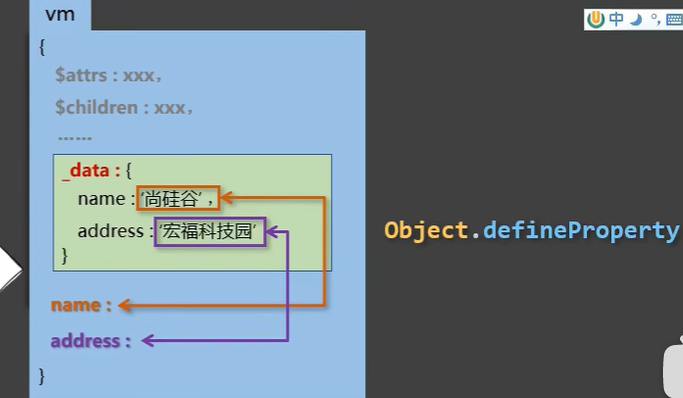 vm
中
{
$attrs : xxx，
$children : xxx，
......
_data : {
name : '尚硅谷' ,
address : '宏福科技园'
}
Object.defineProperty
name :
address :
}